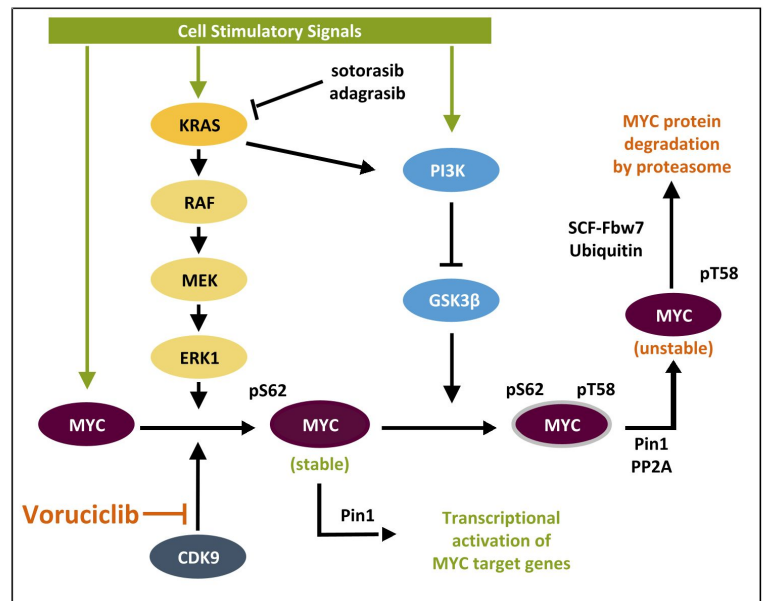 Cell Stimulatory Signals
sotorasib
adagrasib
KRAS
MYC protein
degradation
by proteasome
PI3K
RAF
SCF-Fbw7
Ubiquitin
pT58
MEK
GSK3β
MYC
(unstable)
ERK1
pS62
pS62
pT58
MYC
MYC
MYC
(stable)
Pin1
PP2A
Voruciclib
Pin1
Transcriptional
activation of
MYC target genes
CDK9